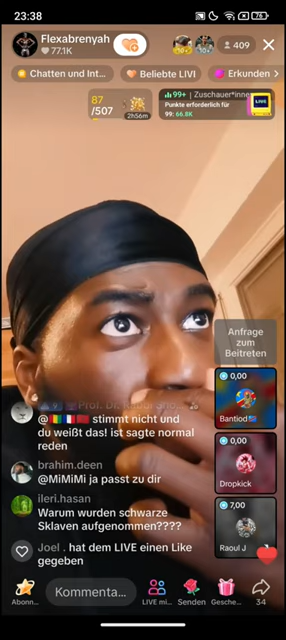 23:38
76
Flexabrenyah
77.1K
409
Chatten und Int...
Beliebte LIVI
Erkunden
87
/507
2h56m
99+ | Zuschauer*inne
Punkte erforderlich für
99: 66.8K
LIVE
Anfrage
zum
Beitreten
0,00
Bantiod
0,00
Dropkick
7,00
Raoul J
stimmt nicht und
du weißt das! ist sagte normal
reden
brahim.deen
@MiMiMi ja passt zu dir
ileri.hasan
Warum wurden schwarze
Sklaven aufgenommen????
Joel . hat dem LIVE einen Like
gegeben
Abonn...
Kommenta...
LIVE mi...
Senden
Gesche...
34